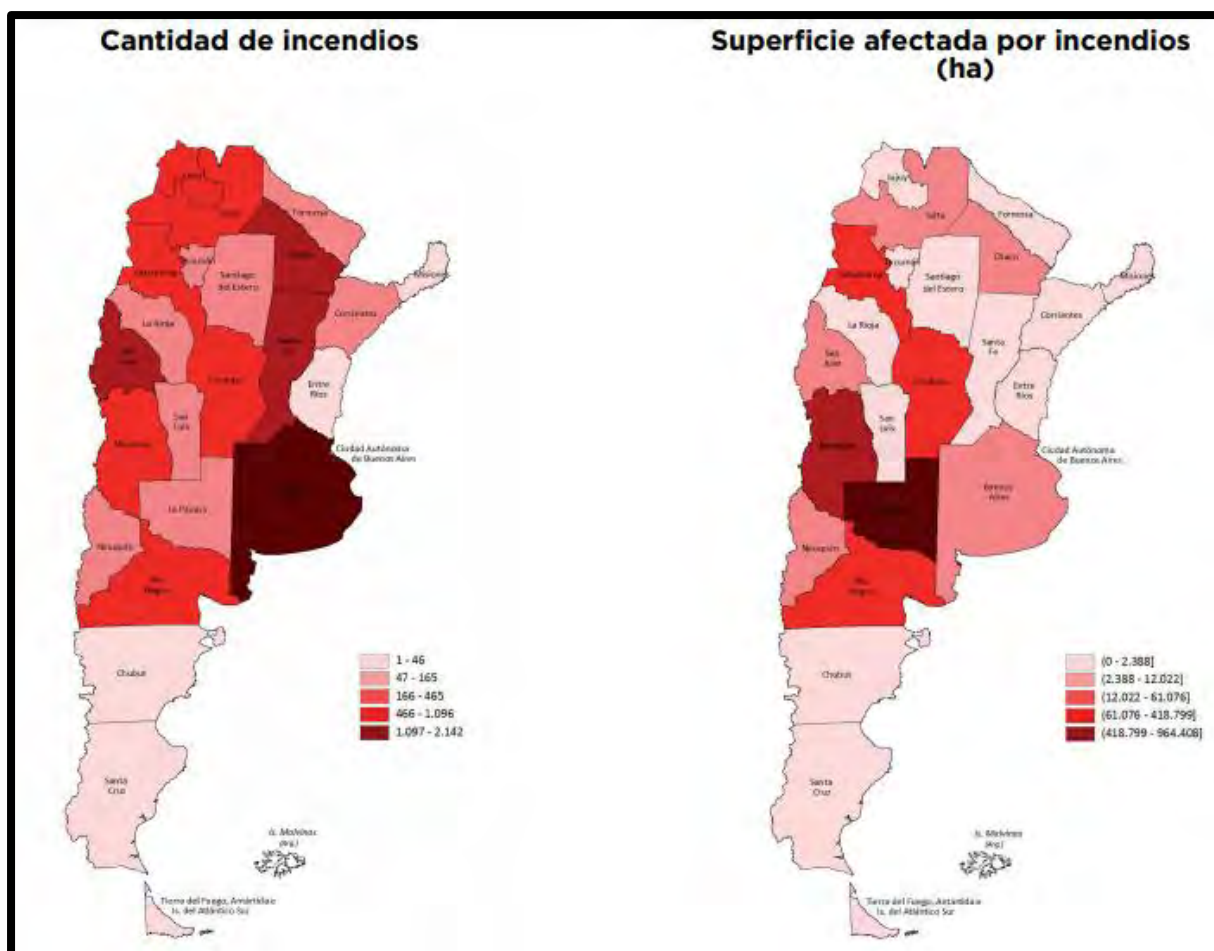 Cantidad de incendios
Superficie afectada por incendios
(ha)
Formosa
Misiones
Tucumán
Santiago
del Estero
Corrientes
La Rioja
Entre
Ríos
San
Luis
Ciudad Autónoma
de Buenos Aires
La Pampa
Neuquén
Río
Negro
Chubut
Santa
Cruz
1 - 46
47 - 165
166 - 465
466 - 1.096
1.097 - 2.142
Is. Malvinas
(Arg.)
Tierra del Fuego, Antártida e
Is. del Atlántico Sur
Jujuy
Salta
Formosa
Chaco
Misiones
Tucumán
Santiago
del Estero
Corrientes
La Rioja
Santa
Fe
San
Juan
Córdoba
Entre
Ríos
San
Luis
Ciudad Autónoma
de Buenos Aires
Buenos
Aires
Neuquén
Río
Negro
Chubut
Santa
Cruz
(0 - 2.388]
(2.388 - 12.022]
(12.022 - 61.076]
(61.076 - 418.799]
(418.799 - 964.408]
Is. Malvinas
(Arg.)
Tierra del Fuego, Antártida e
Is. del Atlántico Sur